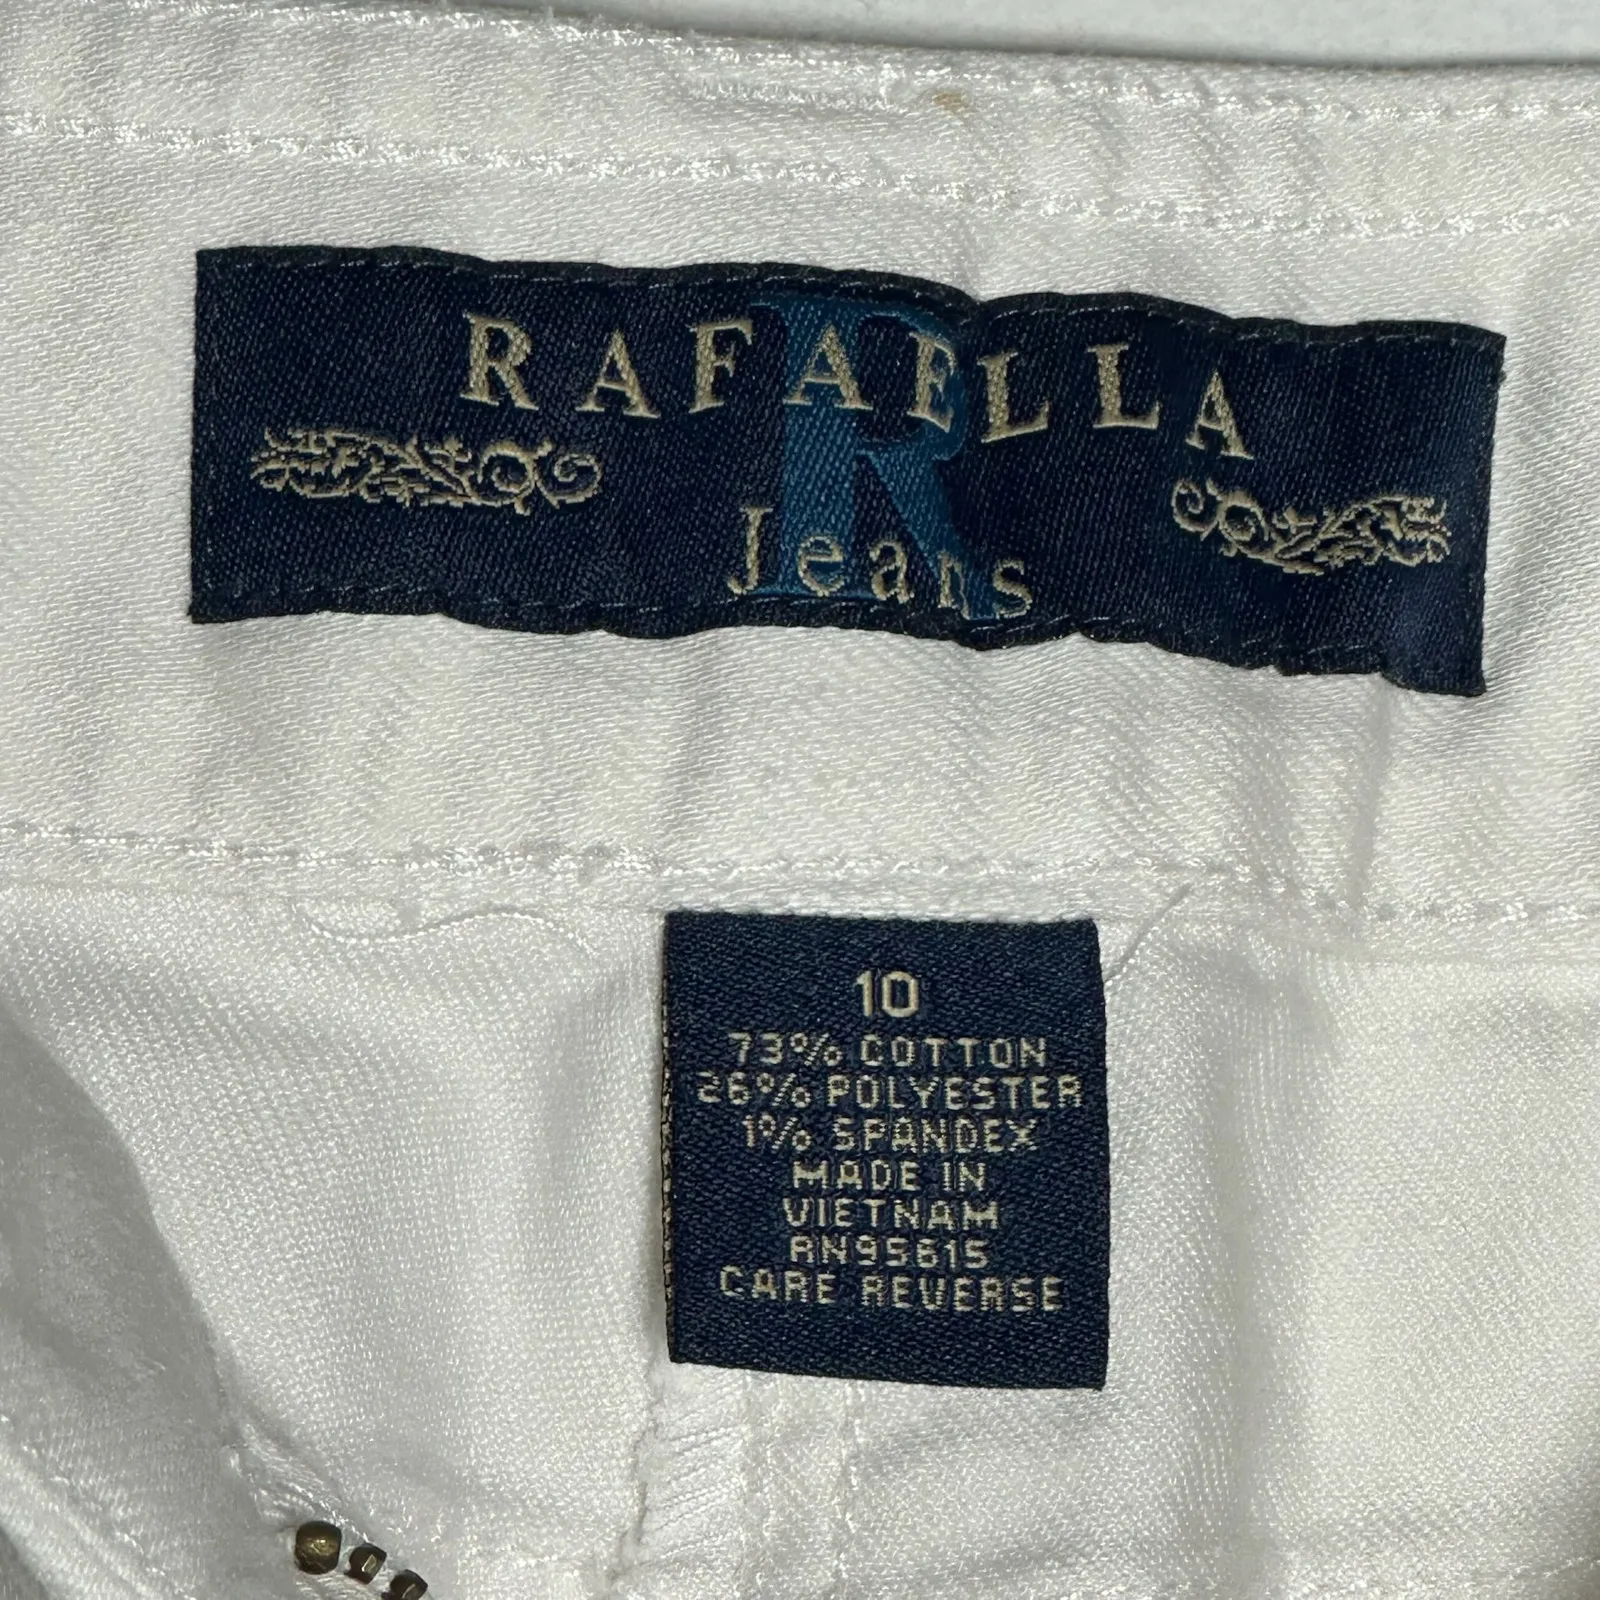 RAFAELLA
R
Jeans
10
73% COTTON
26% POLYESTER
1% SPANDEX
MADE IN
VIETNAM
RN95615
CARE REVERSE